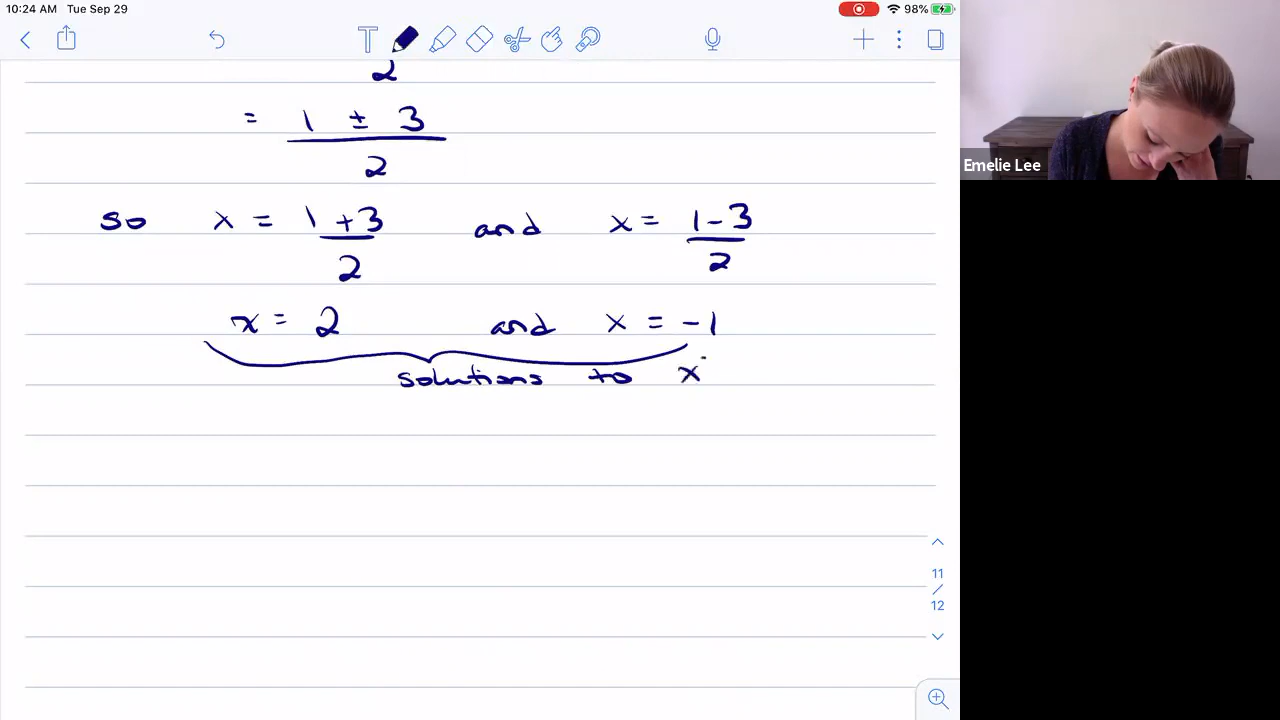 10:24 AM Tue Sep 29
98%
T
2
= 1 ± 3
2
so x = 1 + 3 and x = 1 - 3
2 2
x = 2 and x = -1
solutions to x
Emelie Lee
11
/
12